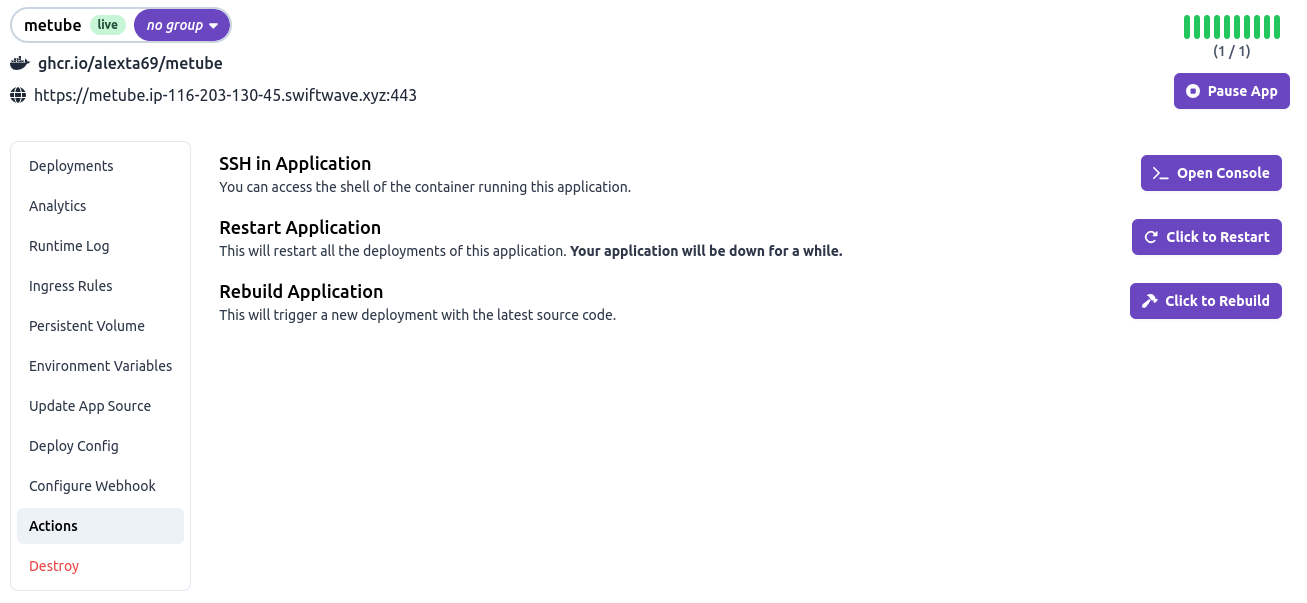 metube live no group
(1 / 1)
ghcr.io/alexta69/metube
https://metube.ip-116-203-130-45.swiftwave.xyz:443
Pause App
Deployments
Analytics
Runtime Log
Ingress Rules
Persistent Volume
Environment Variables
Update App Source
Deploy Config
Configure Webhook
Actions
Destroy
SSH in Application
You can access the shell of the container running this application.
Open Console
Restart Application
This will restart all the deployments of this application. Your application will be down for a while.
Click to Restart
Rebuild Application
This will trigger a new deployment with the latest source code.
Click to Rebuild